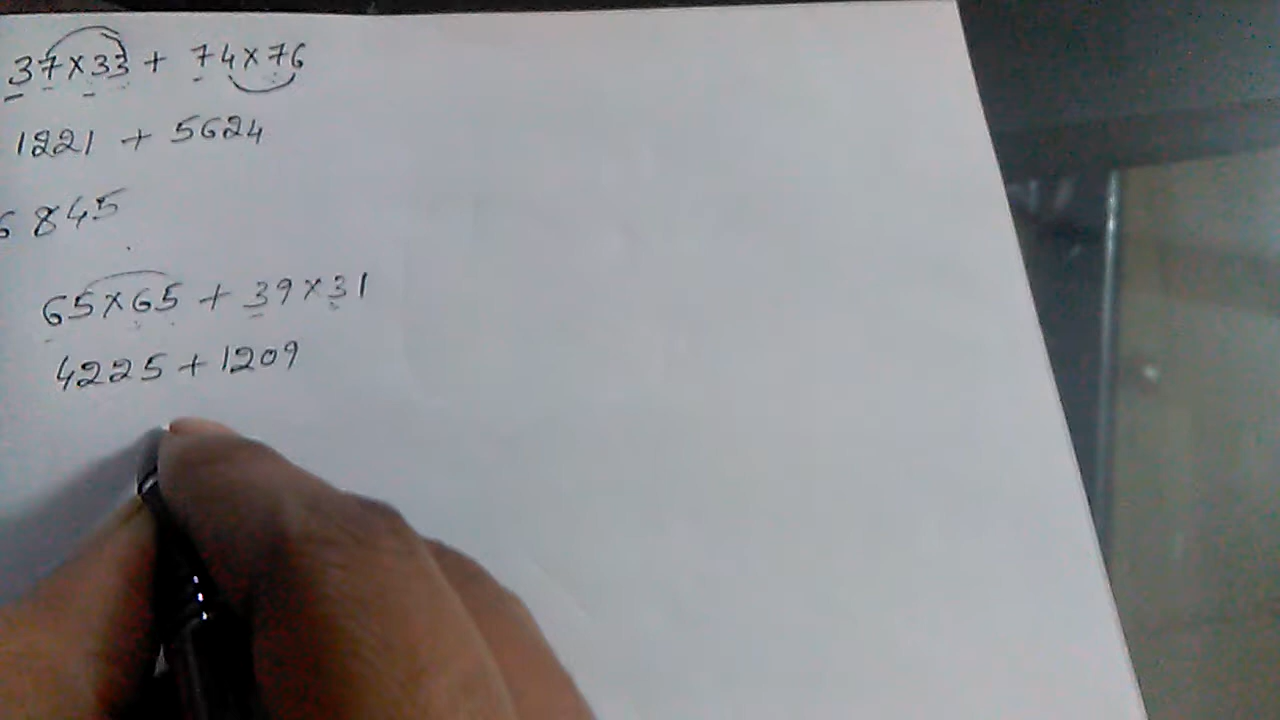 37×33 + 74×76
1221 + 5624
6845
65×65 + 39×31
4225 + 1209